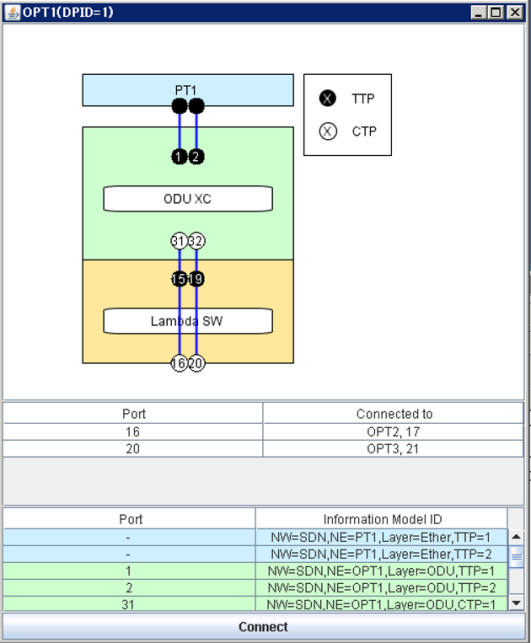 OPT1(DPID=1)
PT1
X TTP
X CTP
1 2
ODU XC
31 32
15 19
Lambda SW
16 20
Port Connected to
16 OPT2, 17
20 OPT3, 21
Port Information Model ID
- NW=SDN,NE=PT1,Layer=Ether,TTP=1
- NW=SDN,NE=PT1,Layer=Ether,TTP=2
1 NW=SDN,NE=OPT1,Layer=ODU,TTP=1
2 NW=SDN,NE=OPT1,Layer=ODU,TTP=2
31 NW=SDN,NE=OPT1,Layer=ODU,CTP=1
Connect